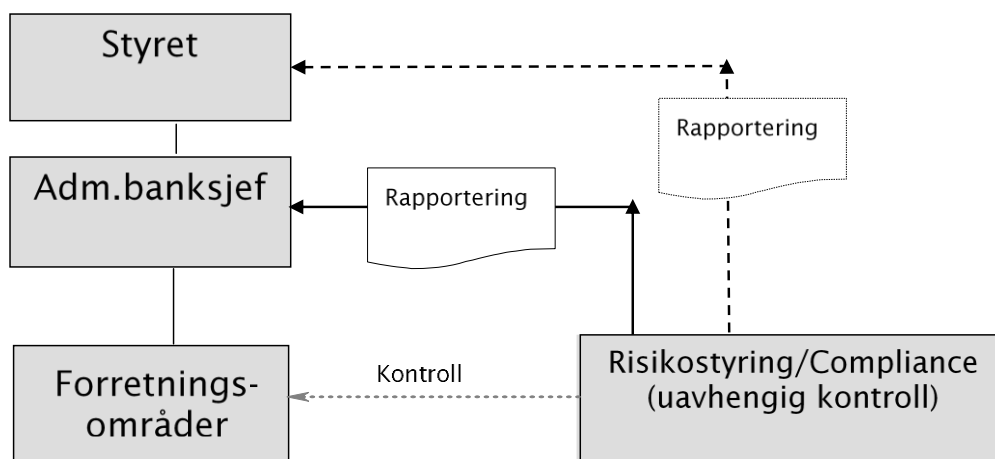 Styret
Rapportering
Adm.banksjef
Rapportering
Forretnings-
områder
Kontroll
Risikostyring/Compliance
(uavhengig kontroll)